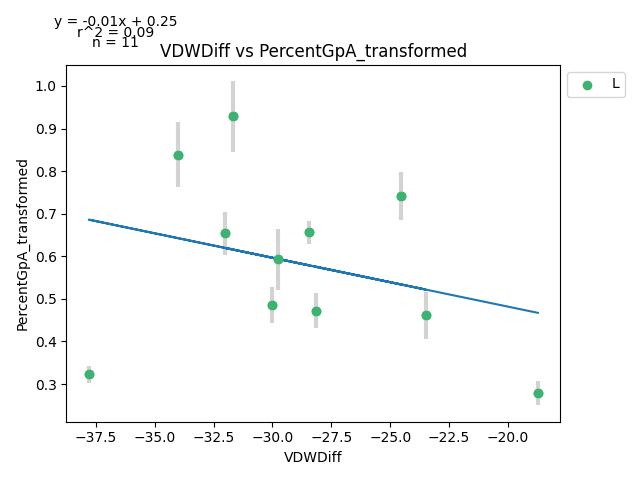 y = -0.01x + 0.25
r^2 = 0.09
n = 11
VDWDiff vs PercentGpA_transformed
L
PercentGpA_transformed
1.0
0.9
0.8
0.7
0.6
0.5
0.4
0.3
−37.5 −35.0 −32.5 −30.0 −27.5 −25.0 −22.5 −20.0
VDWDiff